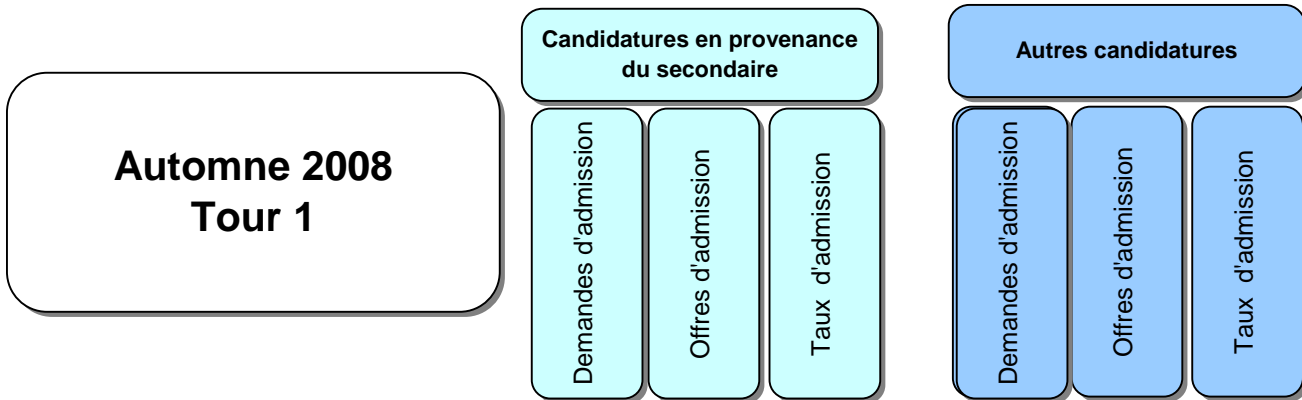 Automne 2008
Tour 1
Candidatures en provenance
du secondaire
Demandes d'admission
Offres d'admission
Taux d'admission
Autres candidatures
Demandes d'admission
Offres d'admission
Taux d'admission